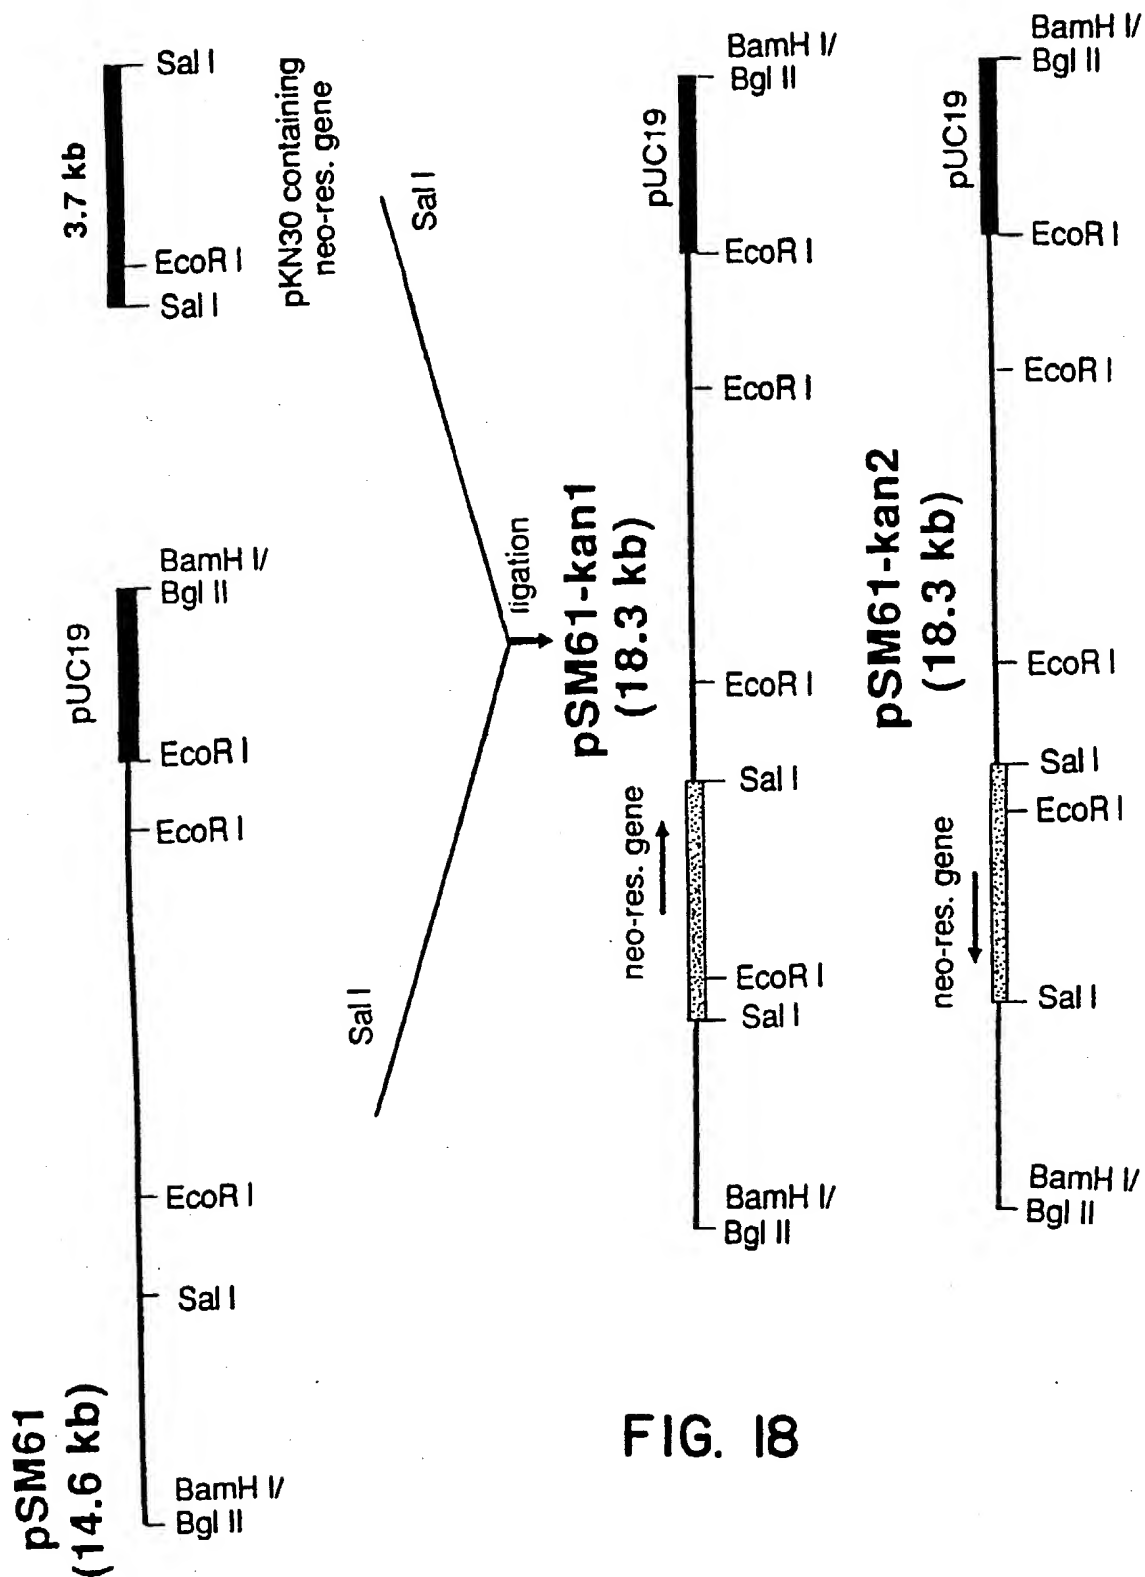 pSM61
(14.6 kb)
pUC19
BamH I/
Bgl II
EcoR I
EcoR I
EcoR I
Sal I
BamH I/
Bgl II
3.7 kb
Sal I
EcoR I
Sal I
pKN30 containing
neo-res. gene
Sal I
Sal I
ligation
pSM61-kan1
(18.3 kb)
pUC19
BamH I/
Bgl II
EcoR I
EcoR I
EcoR I
Sal I
neo-res. gene
EcoR I
Sal I
BamH I/
Bgl II
pSM61-kan2
(18.3 kb)
pUC19
BamH I/
Bgl II
EcoR I
EcoR I
EcoR I
Sal I
EcoR I
neo-res. gene
Sal I
BamH I/
Bgl II
FIG. 18